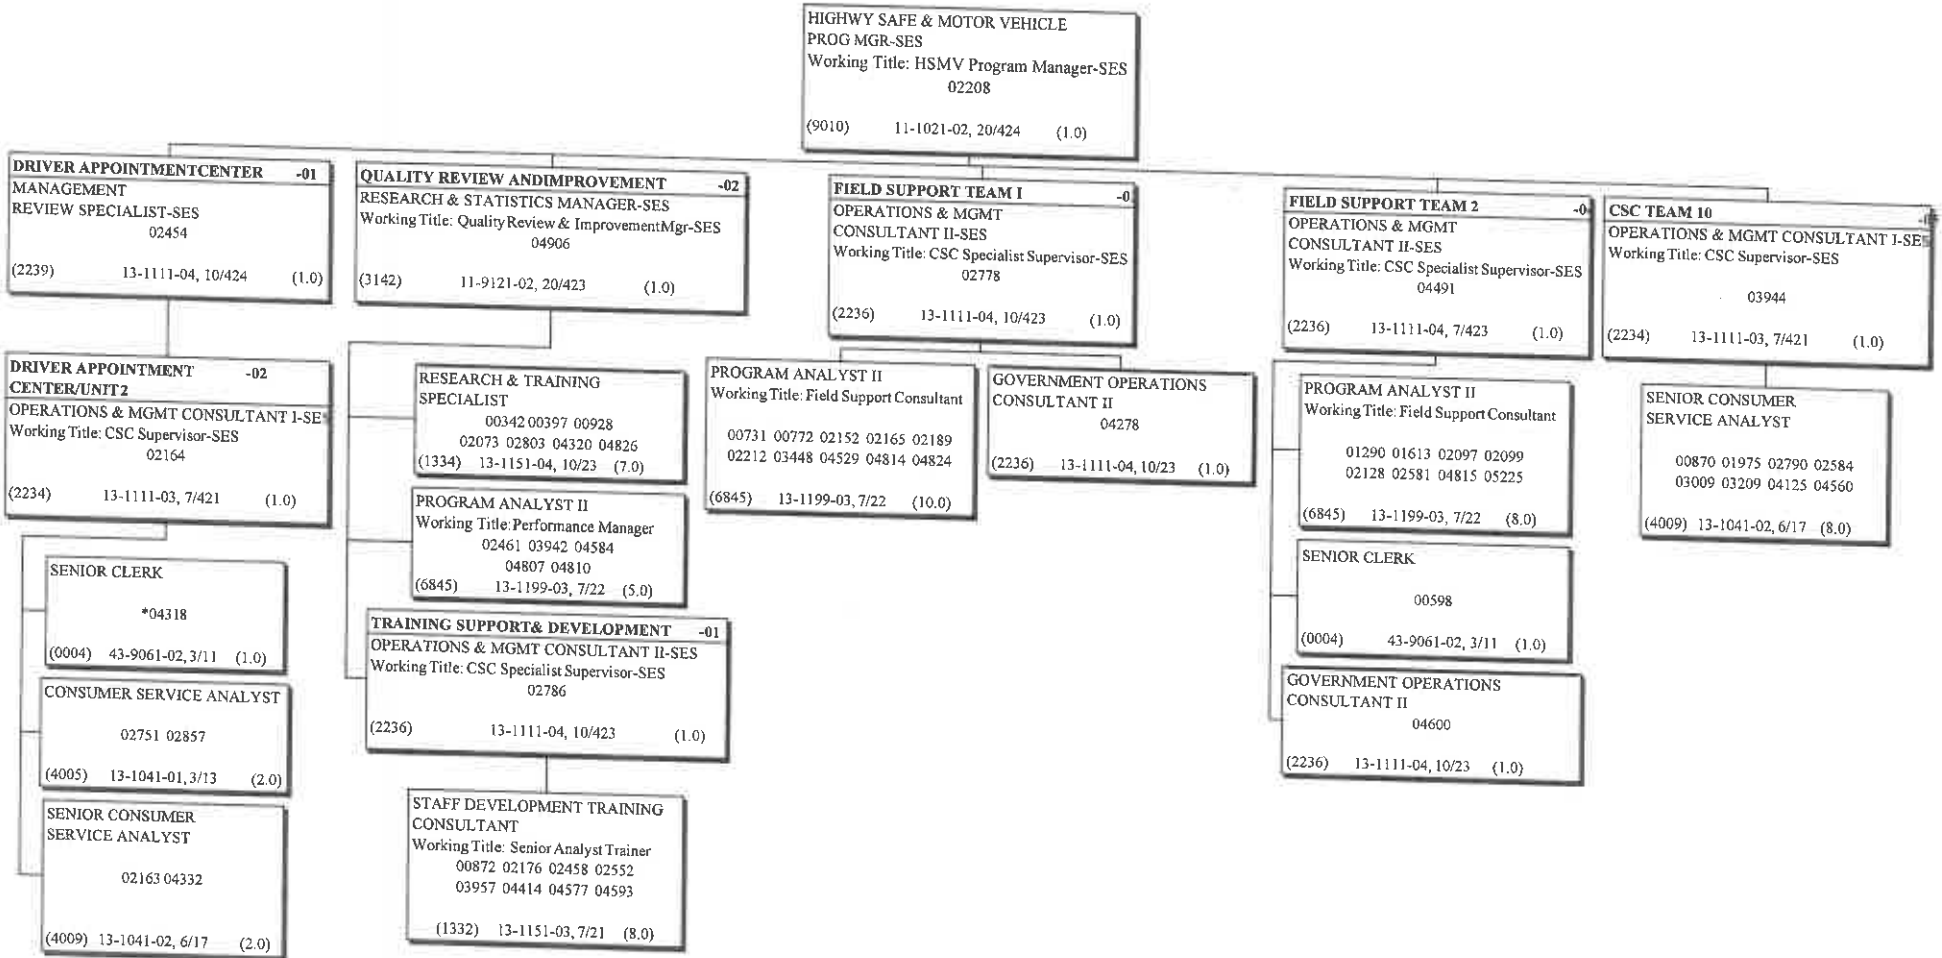 HIGHWY SAFE & MOTOR VEHICLE
PROG MGR-SES
Working Title: HSMV Program Manager-SES
02208
(9010) 11-1021-02, 20/424 (1.0)
DRIVER APPOINTMENTCENTER -01
MANAGEMENT
REVIEW SPECIALIST-SES
02454
(2239) 13-1111-04, 10/424 (1.0)
QUALITY REVIEW ANDIMPROVEMENT -02
RESEARCH & STATISTICS MANAGER-SES
Working Title: Quality Review & ImprovementMgr-SES
04906
(3142) 11-9121-02, 20/423 (1.0)
FIELD SUPPORT TEAM I
OPERATIONS & MGMT
CONSULTANT II-SES
Working Title: CSC Specialist Supervisor-SES
02778
(2236) 13-1111-04, 10/423 (1.0)
FIELD SUPPORT TEAM 2
OPERATIONS & MGMT
CONSULTANT II-SES
Working Title: CSC Specialist Supervisor-SES
04491
(2236) 13-1111-04, 7/423 (1.0)
CSC TEAM 10
OPERATIONS & MGMT CONSULTANT I-SES
Working Title: CSC Supervisor-SES
03944
(2234) 13-1111-03, 7/421 (1.0)
DRIVER APPOINTMENT -02
CENTER/UNIT2
OPERATIONS & MGMT CONSULTANT I-SES
Working Title: CSC Supervisor-SES
02164
(2234) 13-1111-03, 7/421 (1.0)
SENIOR CLERK
*04318
(0004) 43-9061-02, 3/11 (1.0)
CONSUMER SERVICE ANALYST
02751 02857
(4005) 13-1041-01, 3/13 (2.0)
SENIOR CONSUMER
SERVICE ANALYST
02163 04332
(4009) 13-1041-02, 6/17 (2.0)
RESEARCH & TRAINING
SPECIALIST
00342 00397 00928
02073 02803 04320 04826
(1334) 13-1151-04, 10/23 (7.0)
PROGRAM ANALYST II
Working Title: Performance Manager
02461 03942 04584
04807 04810
(6845) 13-1199-03, 7/22 (5.0)
TRAINING SUPPORT& DEVELOPMENT -01
OPERATIONS & MGMT CONSULTANT II-SES
Working Title: CSC Specialist Supervisor-SES
02786
(2236) 13-1111-04, 10/423 (1.0)
STAFF DEVELOPMENT TRAINING
CONSULTANT
Working Title: Senior Analyst Trainer
00872 02176 02458 02552
03957 04414 04577 04593
(1332) 13-1151-03, 7/21 (8.0)
PROGRAM ANALYST II
Working Title: Field Support Consultant
00731 00772 02152 02165 02189
02212 03448 04529 04814 04824
(6845) 13-1199-03, 7/22 (10.0)
GOVERNMENT OPERATIONS
CONSULTANT II
04278
(2236) 13-1111-04, 10/23 (1.0)
PROGRAM ANALYST II
Working Title: Field Support Consultant
01290 01613 02097 02099
02128 02581 04815 05225
(6845) 13-1199-03, 7/22 (8.0)
SENIOR CLERK
00598
(0004) 43-9061-02, 3/11 (1.0)
GOVERNMENT OPERATIONS
CONSULTANT II
04600
(2236) 13-1111-04, 10/23 (1.0)
SENIOR CONSUMER
SERVICE ANALYST
00870 01975 02790 02584
03009 03209 04125 04560
(4009) 13-1041-02, 6/17 (8.0)